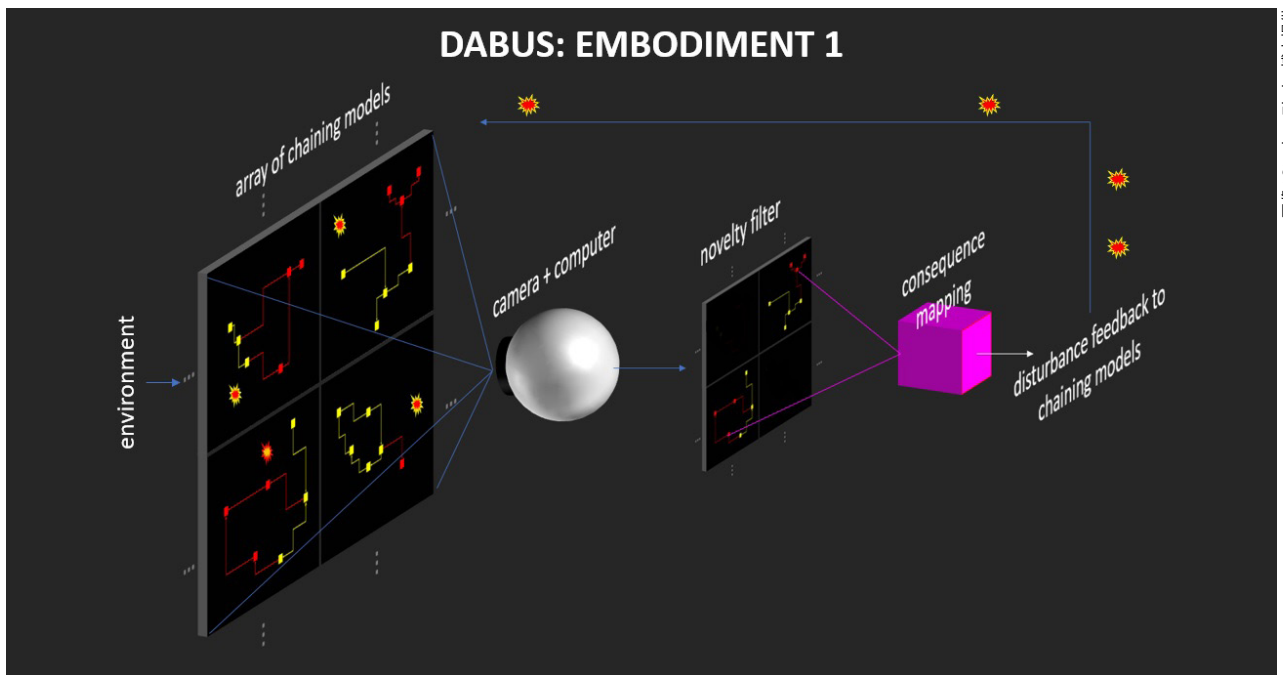 DABUS: EMBODIMENT 1
array of chaining models
environment
camera + computer
novelty filter
consequence
mapping
disturbance feedback to
chaining models